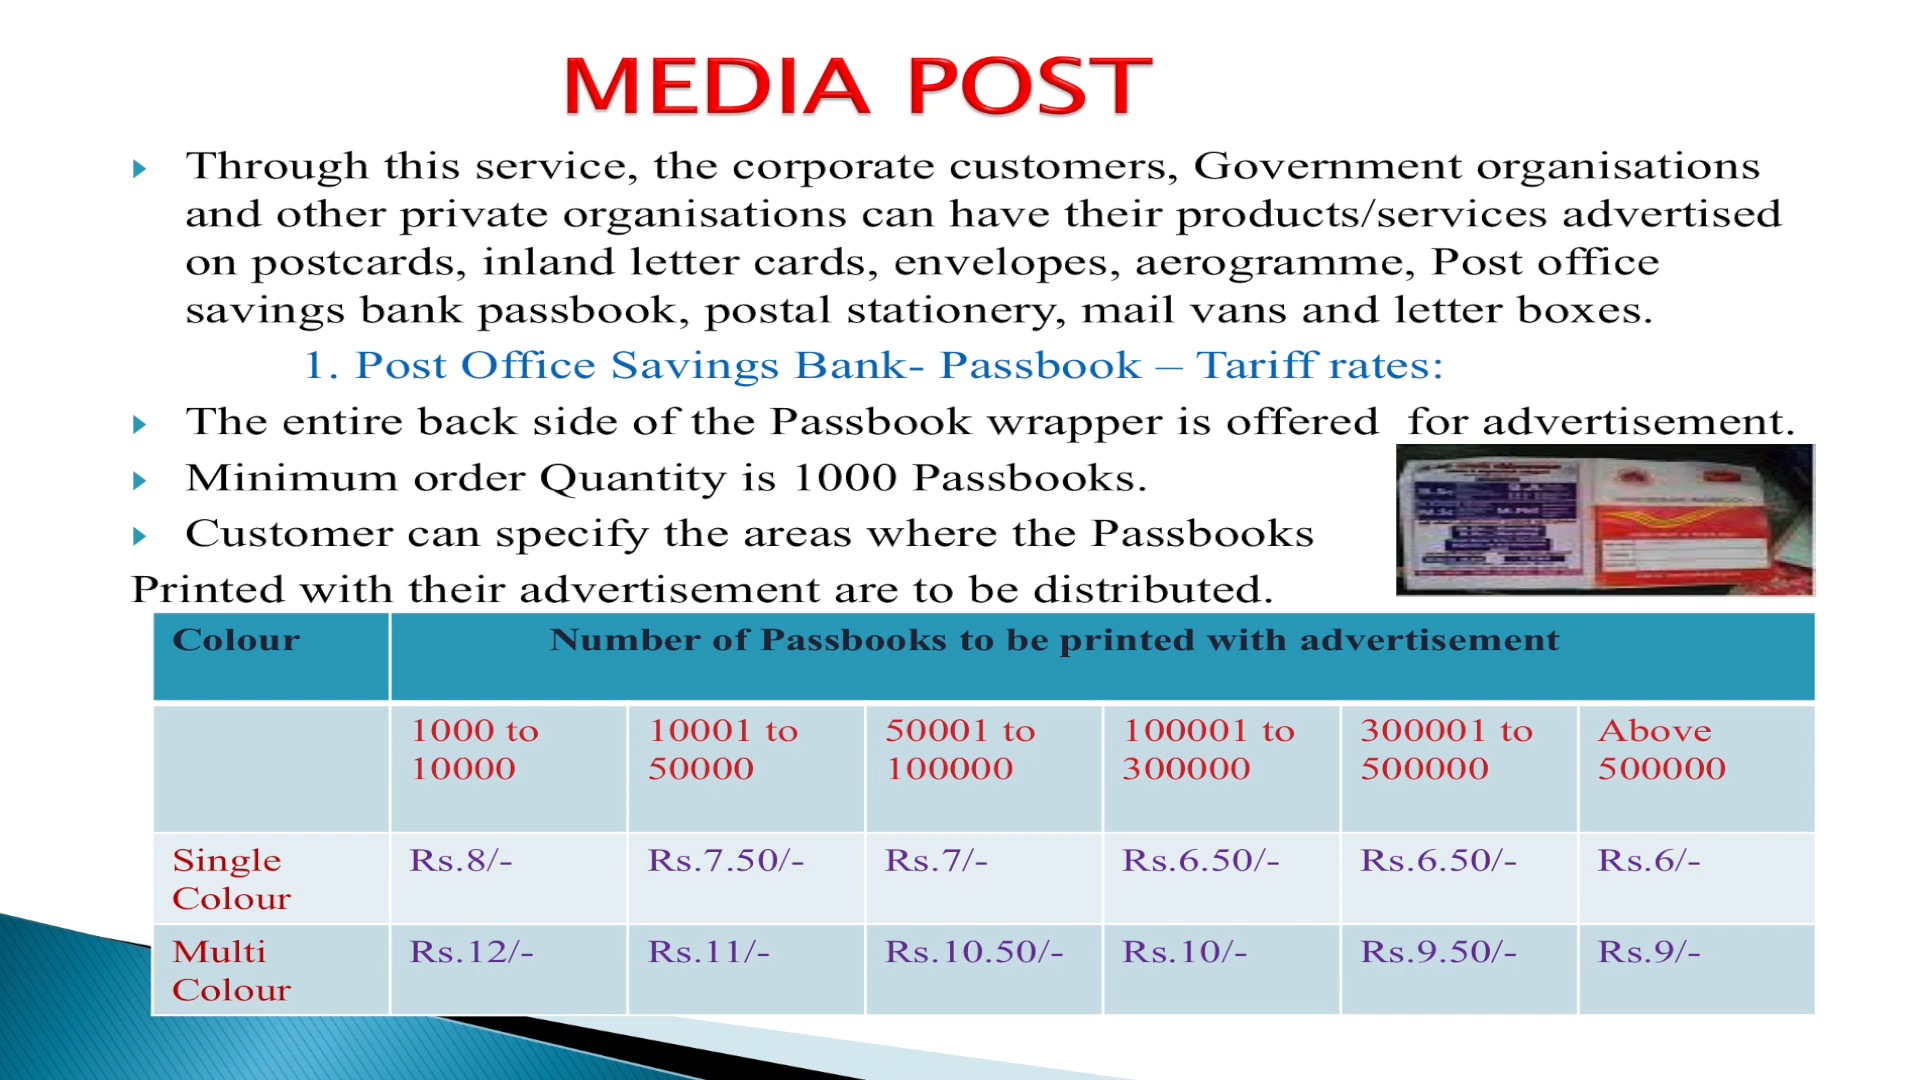 MEDIA POST
Through this service, the corporate customers, Government organisations
and other private organisations can have their products/services advertised
on postcards, inland letter cards, envelopes, aerogramme, Post office
savings bank passbook, postal stationery, mail vans and letter boxes.
1. Post Office Savings Bank- Passbook – Tariff rates:
The entire back side of the Passbook wrapper is offered for advertisement.
Minimum order Quantity is 1000 Passbooks.
Customer can specify the areas where the Passbooks
Printed with their advertisement are to be distributed.
Colour Number of Passbooks to be printed with advertisement
1000 to 10001 to 50001 to 100001 to 300001 to Above
10000 50000 100000 300000 500000 500000
Single Rs.8/- Rs.7.50/- Rs.7/- Rs.6.50/- Rs.6.50/- Rs.6/-
Colour
Multi Rs.12/- Rs.11/- Rs.10.50/- Rs.10/- Rs.9.50/- Rs.9/-
Colour